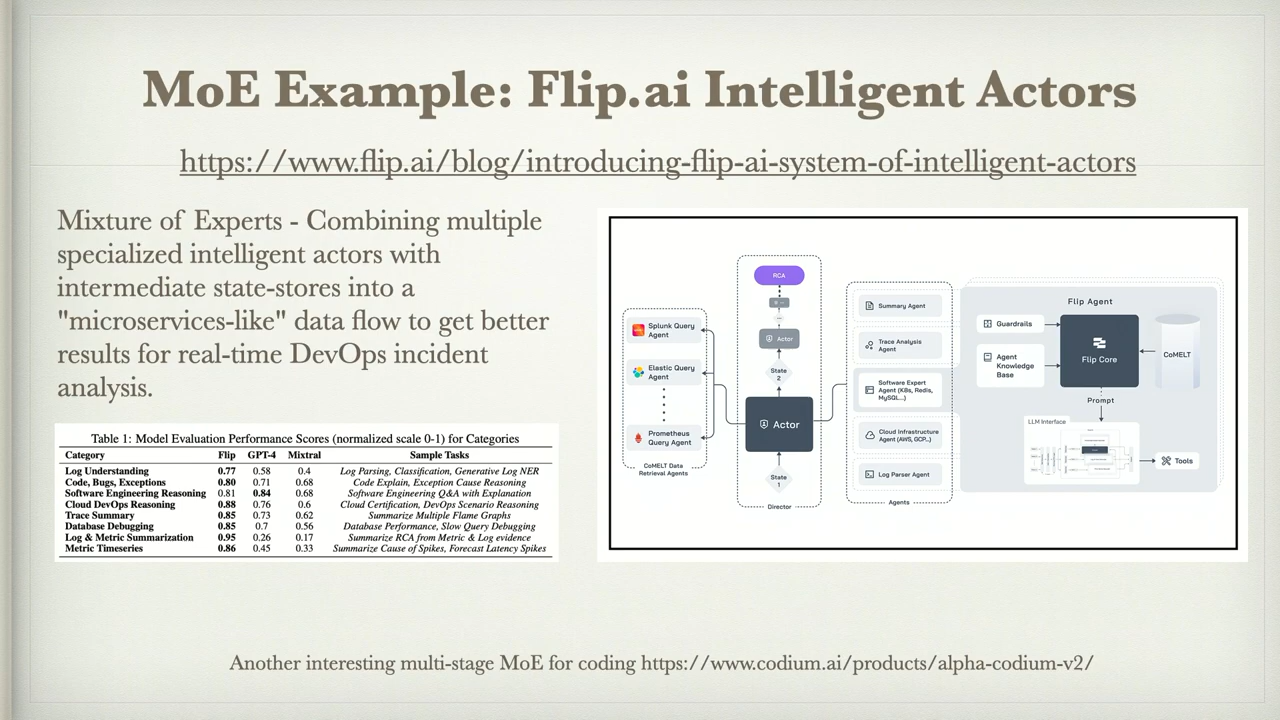 MoE Example: Flip.ai Intelligent Actors
https://www.flip.ai/blog/introducing-flip-ai-system-of-intelligent-actors
Mixture of Experts - Combining multiple
specialized intelligent actors with
intermediate state-stores into a
"microservices-like" data flow to get better
results for real-time DevOps incident
analysis.
Table 1: Model Evaluation Performance Scores (normalized scale 0-1) for Categories
Category Flip GPT-4 Mixtral Sample Tasks
Log Understanding 0.77 0.58 0.4 Log Parsing, Classification, Generative Log NER
Code, Bugs, Exceptions 0.80 0.71 0.68 Code Explain, Exception Cause Reasoning
Software Engineering Reasoning 0.81 0.84 0.68 Software Engineering Q&A with Explanation
Cloud DevOps Reasoning 0.88 0.76 0.6 Cloud Certification, DevOps Scenario Reasoning
Trace Summary 0.85 0.73 0.62 Summarize Multiple Flame Graphs
Database Debugging 0.85 0.7 0.56 Database Performance, Slow Query Debugging
Log & Metric Summarization 0.95 0.26 0.17 Summarize RCA from Metric & Log evidence
Metric Timeseries 0.86 0.45 0.33 Summarize Cause of Spikes, Forecast Latency Spikes
Splunk Query
Agent
Elastic Query
Agent
Prometheus
Query Agent
CoMELT Data
Retrieval Agents
RCA
Actor
State
2
Actor
State
1
Director
Summary Agent
Trace Analysis
Agent
Software Expert
Agent (K8s, Redis,
MySQL...)
Cloud Infrastructure
Agent (AWS, GCP...)
Log Parser Agent
Agents
Flip Agent
Guardrails
Agent
Knowledge
Base
Flip Core
CoMELT
Prompt
LLM Interface
Tools
Another interesting multi-stage MoE for coding https://www.codium.ai/products/alpha-codium-v2/